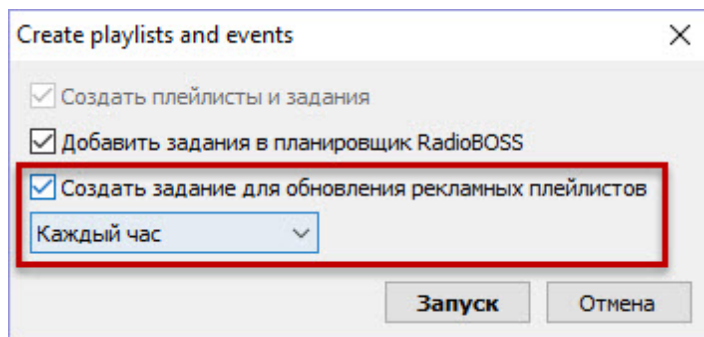 Create playlists and events
Создать плейлисты и задания
Добавить задания в планировщик RadioBOSS
Создать задание для обновления рекламных плейлистов
Каждый час
Запуск Отмена